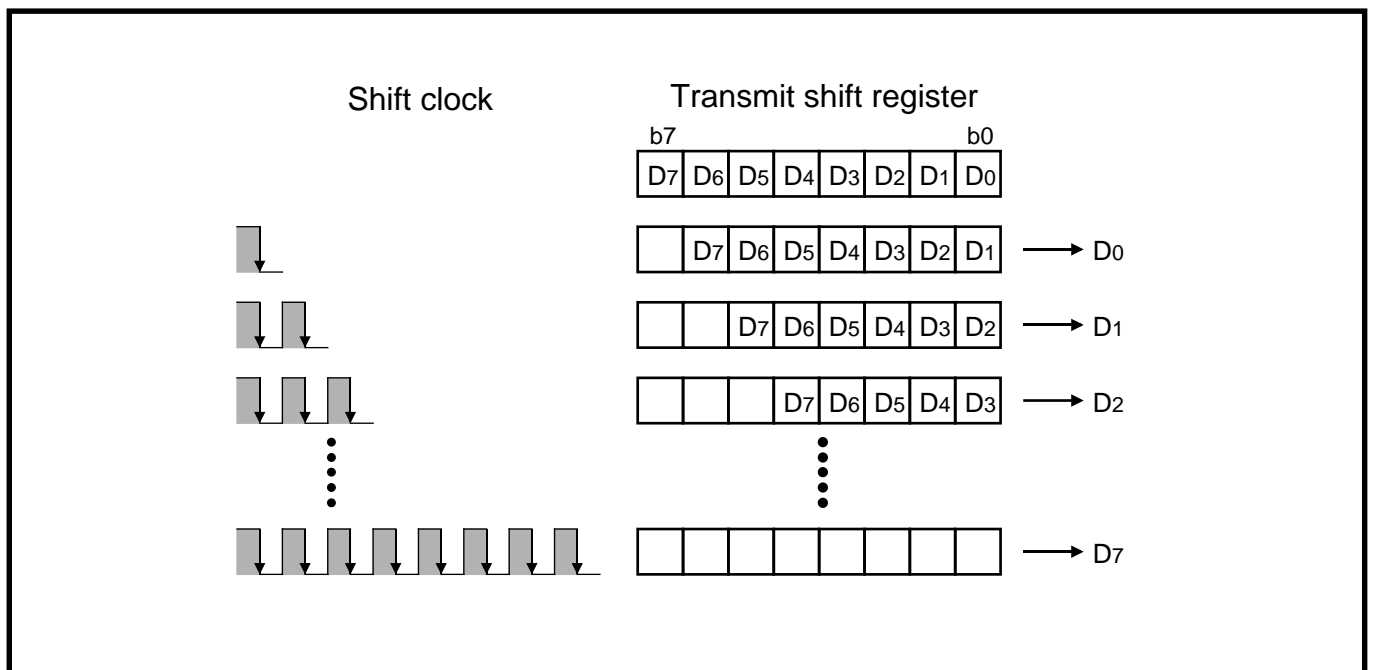 Shift clock
Transmit shift register
b7 b0
D7 D6 D5 D4 D3 D2 D1 D0
D7 D6 D5 D4 D3 D2 D1 D0
D7 D6 D5 D4 D3 D2 D1
D7 D6 D5 D4 D3 D2
D7